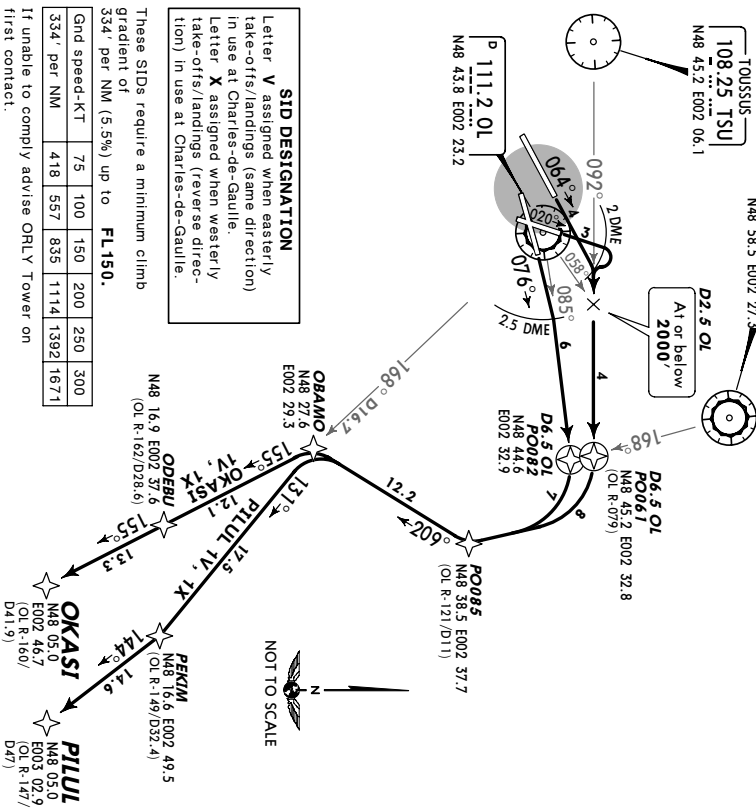 TOUSSUS
108.25 TSU
N48 45.2 E002 06.1
D 111.2 OL
N48 43.8 E002 23.2
092°
2 DME
064°
4
3
020°
058°
076°
085°
2.5 DME
6
D2.5 OL
At or below
2000'
4
N48 58.5 E002 27.3
168°
D6.5 OL
PO061
N48 45.2 E002 32.8
(OL R-079)
D6.5 OL
PO082
N48 44.6
E002 32.9
7
8
PO085
N48 38.5 E002 37.7
(OL R-121/D11)
209°
12.2
168° D16.7
OBAMO
N48 27.6
E002 29.3
155°
OKASI
1V, 1X
12.1
131°
PILUL 1V, 1X
17.5
ODEBU
N48 16.9 E002 37.6
(OL R-162/D28.6)
155°
13.3
OKASI
N48 05.0
E002 46.7
(OL R-160/
D41.9)
PEKIM
N48 16.6 E002 49.5
(OL R-149/D32.4)
144°
14.6
PILUL
N48 05.0
E003 02.9
(OL R-147/
D47)
N
NOT TO SCALE
SID DESIGNATION
Letter V assigned when easterly
take-offs/landings (same direction)
in use at Charles-de-Gaulle.
Letter X assigned when westerly
take-offs/landings (reverse direc-
tion) in use at Charles-de-Gaulle.
These SIDs require a minimum climb
gradient of
334' per NM (5.5%) up to FL150.
Gnd speed-KT 75 100 150 200 250 300
334' per NM 418 557 835 1114 1392 1671
If unable to comply advise ORLY Tower on
first contact.